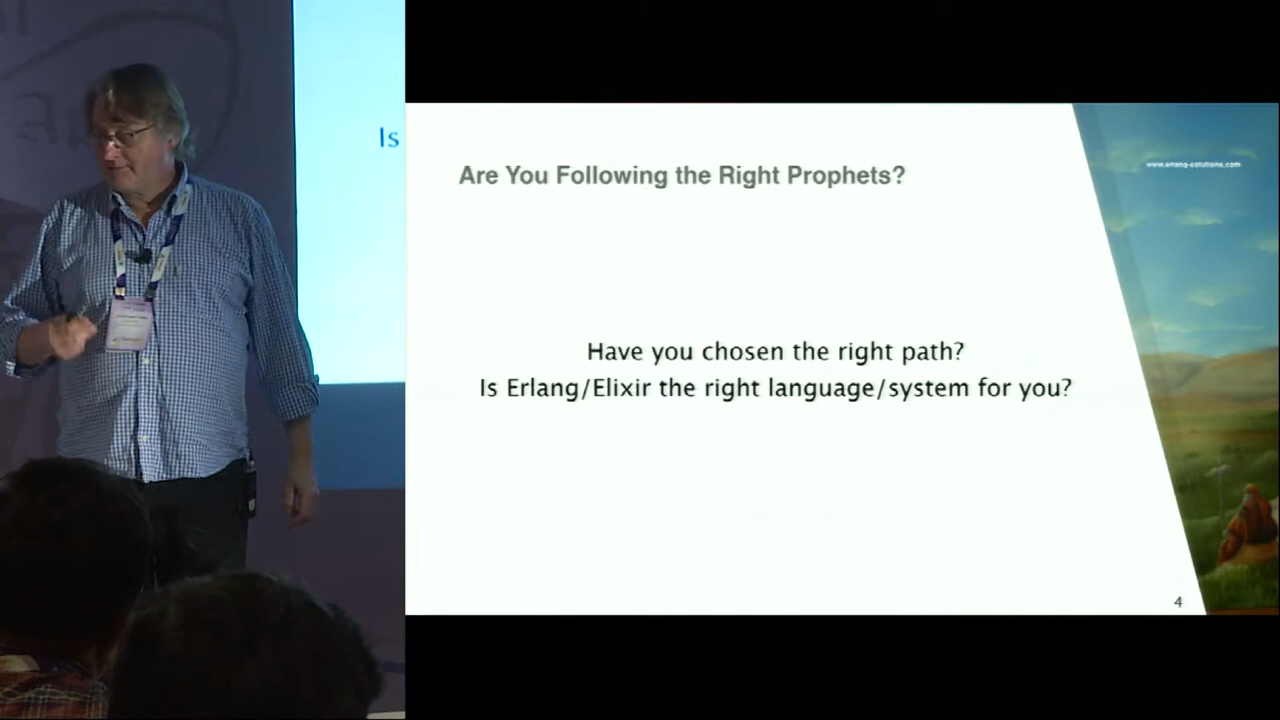 Is
Are You Following the Right Prophets?
www.erlang-solutions.com
Have you chosen the right path?
Is Erlang/Elixir the right language/system for you?
4